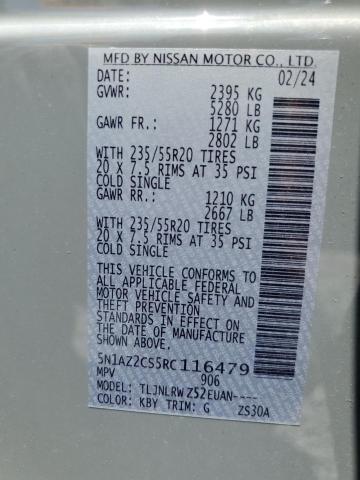 MFD BY NISSAN MOTOR CO., LTD.
DATE: 02/24
GVWR: 2395 KG
5280 LB
GAWR FR.: 1271 KG
2802 LB
WITH 235/55R20 TIRES
20 X 7.5 RIMS AT 35 PSI
COLD SINGLE
GAWR RR.: 1210 KG
2667 LB
WITH 235/55R20 TIRES
20 X 7.5 RIMS AT 35 PSI
COLD SINGLE
THIS VEHICLE CONFORMS TO
ALL APPLICABLE FEDERAL
MOTOR VEHICLE SAFETY AND
THEFT PREVENTION
STANDARDS IN EFFECT ON
THE DATE OF MANUFACTURE
SHOWN ABOVE.
5N1AZ2CS5RC116479
MPV 906
MODEL: TLJNLRW Z52EUAN----
COLOR: KBY TRIM: G ZS30A